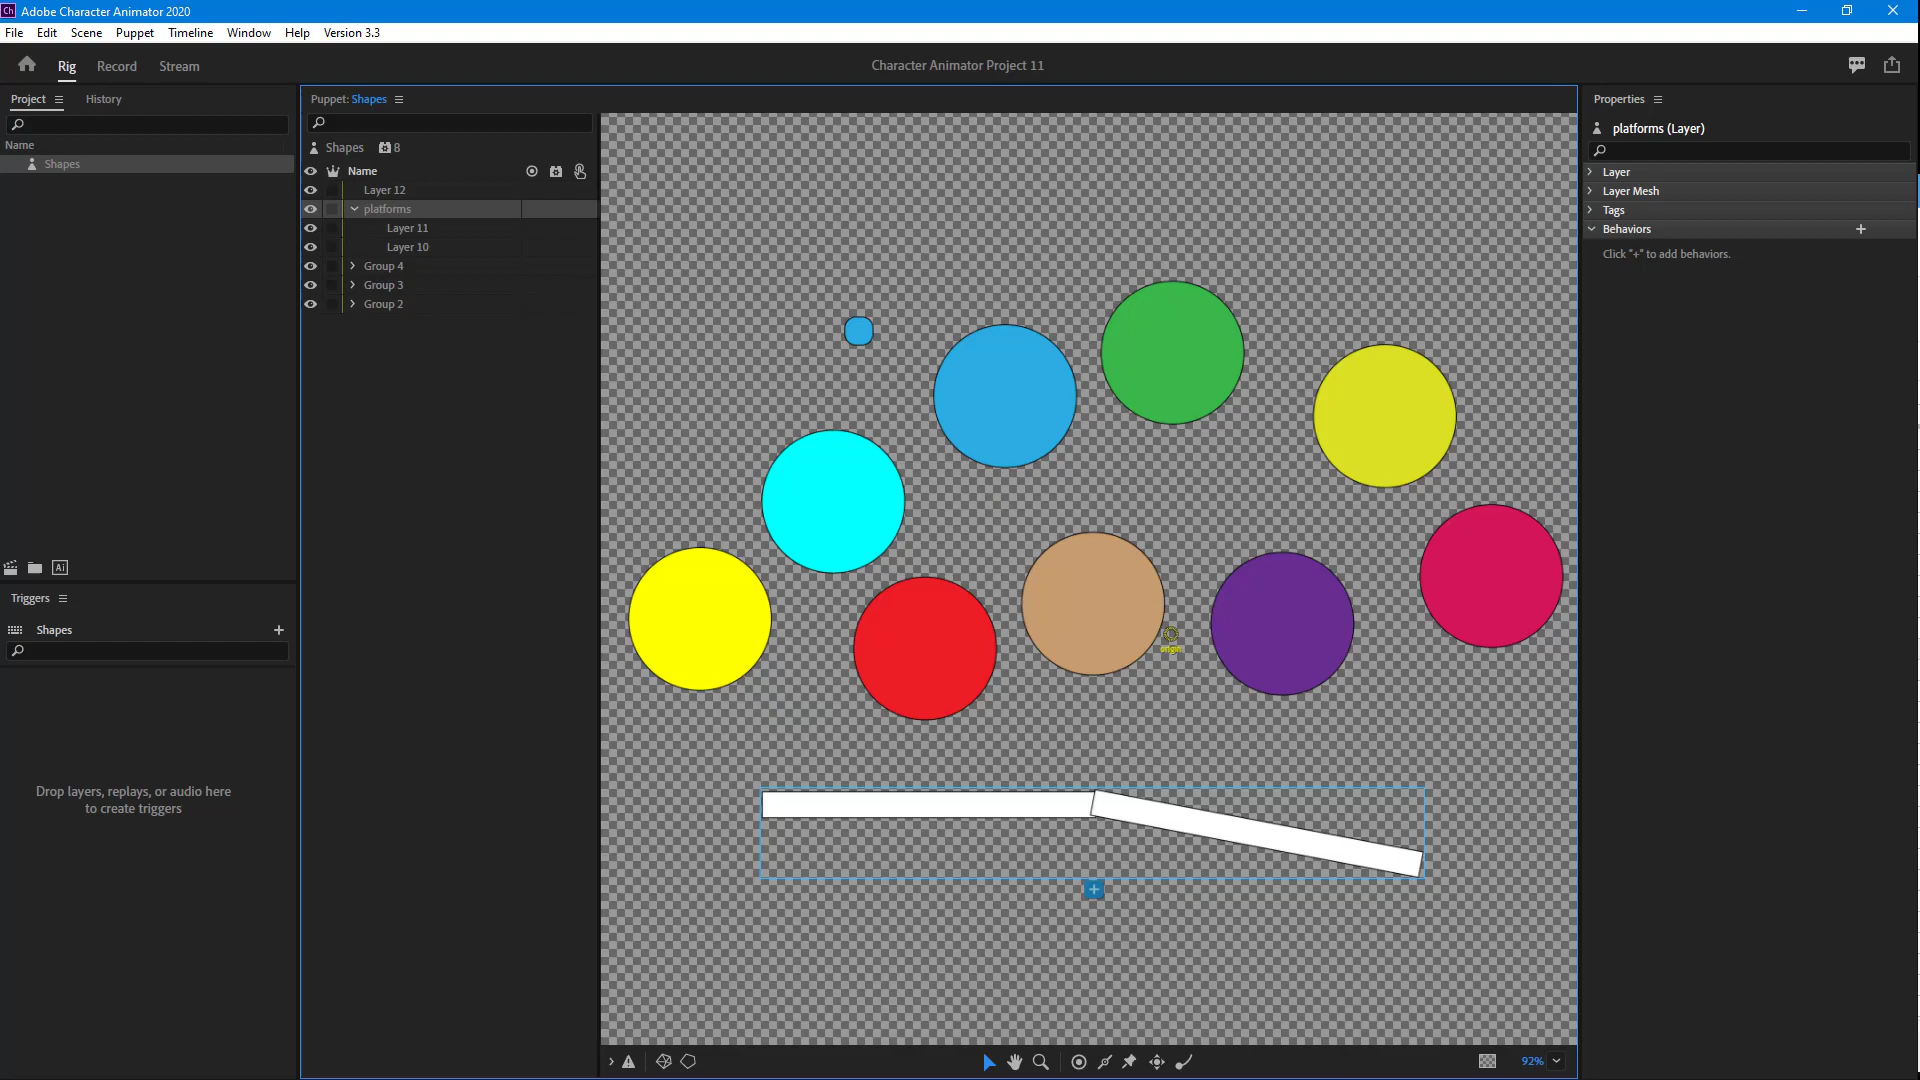 Ch Adobe Character Animator 2020
File Edit Scene Puppet Timeline Window Help Version 3.3
Rig Record Stream
Character Animator Project 11
Project History
Name
Shapes
Ai
Triggers
Shapes
Drop layers, replays, or audio here
to create triggers
Puppet: Shapes
Shapes 8
Name
Layer 12
platforms
Layer 11
Layer 10
Group 4
Group 3
Group 2
origin
92%
Properties
platforms (Layer)
Layer
Layer Mesh
Tags
Behaviors
Click "+" to add behaviors.